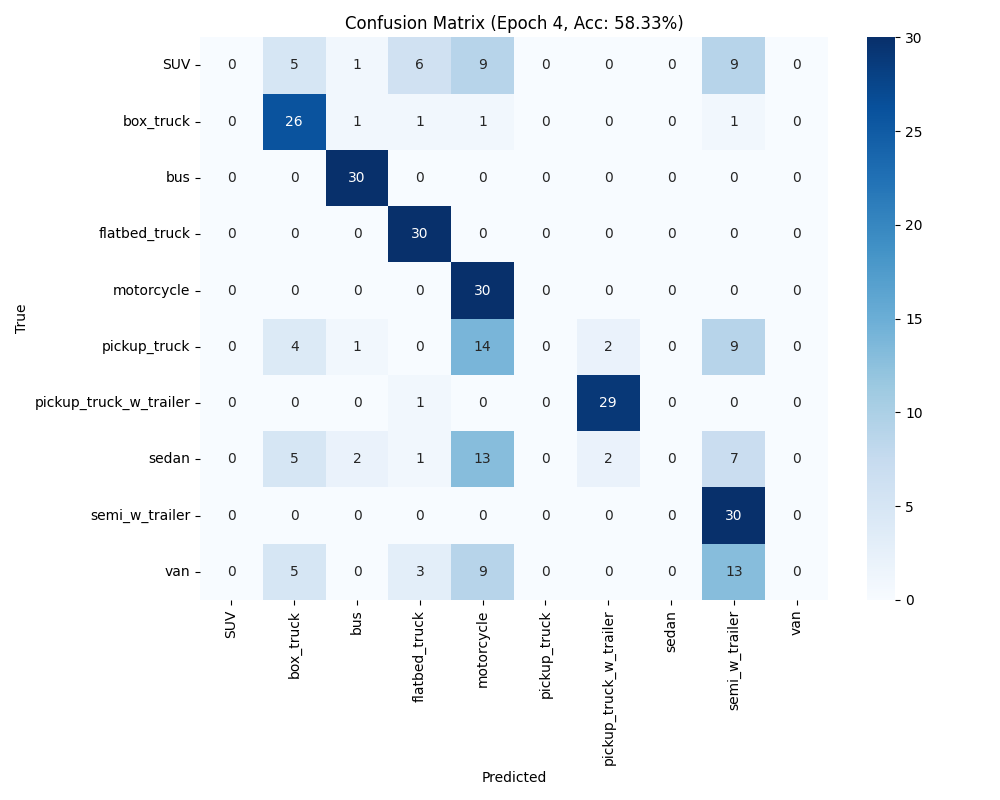 Confusion Matrix (Epoch 4, Acc: 58.33%)
SUV 0 5 1 6 9 0 0 0 9 0
box_truck 0 26 1 1 1 0 0 0 1 0
bus 0 0 30 0 0 0 0 0 0 0
flatbed_truck 0 0 0 30 0 0 0 0 0 0
motorcycle 0 0 0 0 30 0 0 0 0 0
pickup_truck 0 4 1 0 14 0 2 0 9 0
pickup_truck_w_trailer 0 0 0 1 0 0 29 0 0 0
sedan 0 5 2 1 13 0 2 0 7 0
semi_w_trailer 0 0 0 0 0 0 0 0 30 0
van 0 5 0 3 9 0 0 0 13 0
True
SUV box_truck bus flatbed_truck motorcycle pickup_truck pickup_truck_w_trailer sedan semi_w_trailer van
Predicted
30
25
20
15
10
5
0